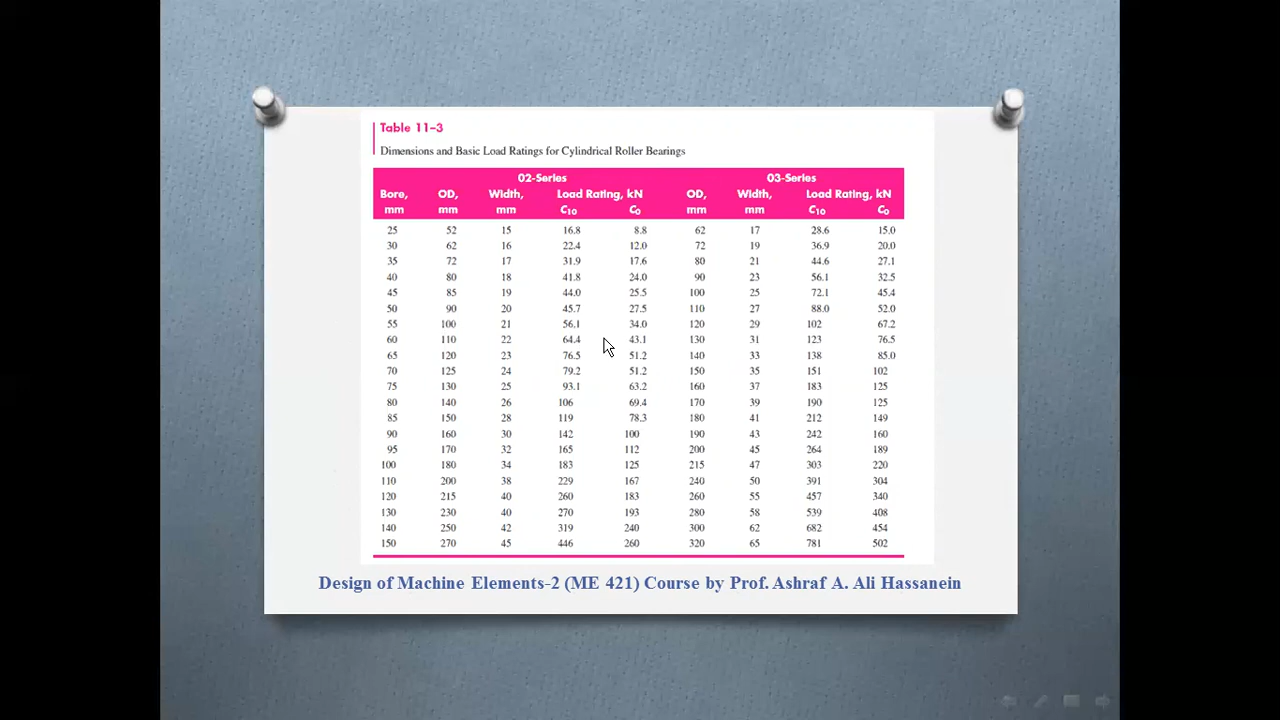 Table 11–3
Dimensions and Basic Load Ratings for Cylindrical Roller Bearings
02-Series 03-Series
Bore, OD, Width, Load Rating, kN OD, Width, Load Rating, kN
mm mm mm C10 C0 mm mm C10 C0
25 52 15 16.8 8.8 62 17 28.6 15.0
30 62 16 22.4 12.0 72 19 36.9 20.0
35 72 17 31.9 17.6 80 21 44.6 27.1
40 80 18 41.8 24.0 90 23 56.1 32.5
45 85 19 44.0 25.5 100 25 72.1 45.4
50 90 20 45.7 27.5 110 27 88.0 52.0
55 100 21 56.1 34.0 120 29 102 67.2
60 110 22 64.4 43.1 130 31 123 76.5
65 120 23 76.5 51.2 140 33 138 85.0
70 125 24 79.2 51.2 150 35 151 102
75 130 25 93.1 63.2 160 37 183 125
80 140 26 106 69.4 170 39 190 125
85 150 28 119 78.3 180 41 212 149
90 160 30 142 100 190 43 242 160
95 170 32 165 112 200 45 264 189
100 180 34 183 125 215 47 303 220
110 200 38 229 167 240 50 391 304
120 215 40 260 183 260 55 457 340
130 230 40 270 193 280 58 539 408
140 250 42 319 240 300 62 682 454
150 270 45 446 260 320 65 781 502
Design of Machine Elements-2 (ME 421) Course by Prof. Ashraf A. Ali Hassanein